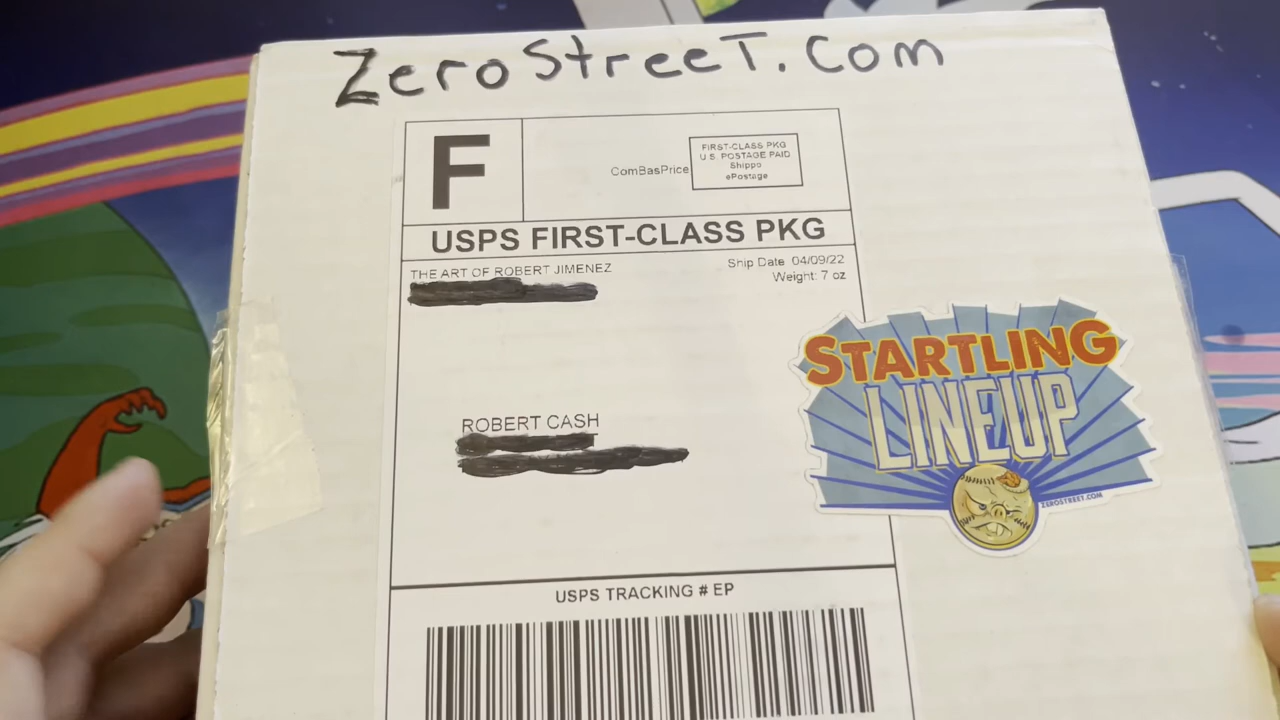 ZeroStreeT.Com
F
ComBasPrice
FIRST-CLASS PKG
U.S. POSTAGE PAID
Shippo
ePostage
USPS FIRST-CLASS PKG
THE ART OF ROBERT JIMENEZ
Ship Date 04/09/22
Weight: 7 oz
STARTLING
LINEUP
ZEROSTREET.COM
ROBERT CASH
USPS TRACKING # EP